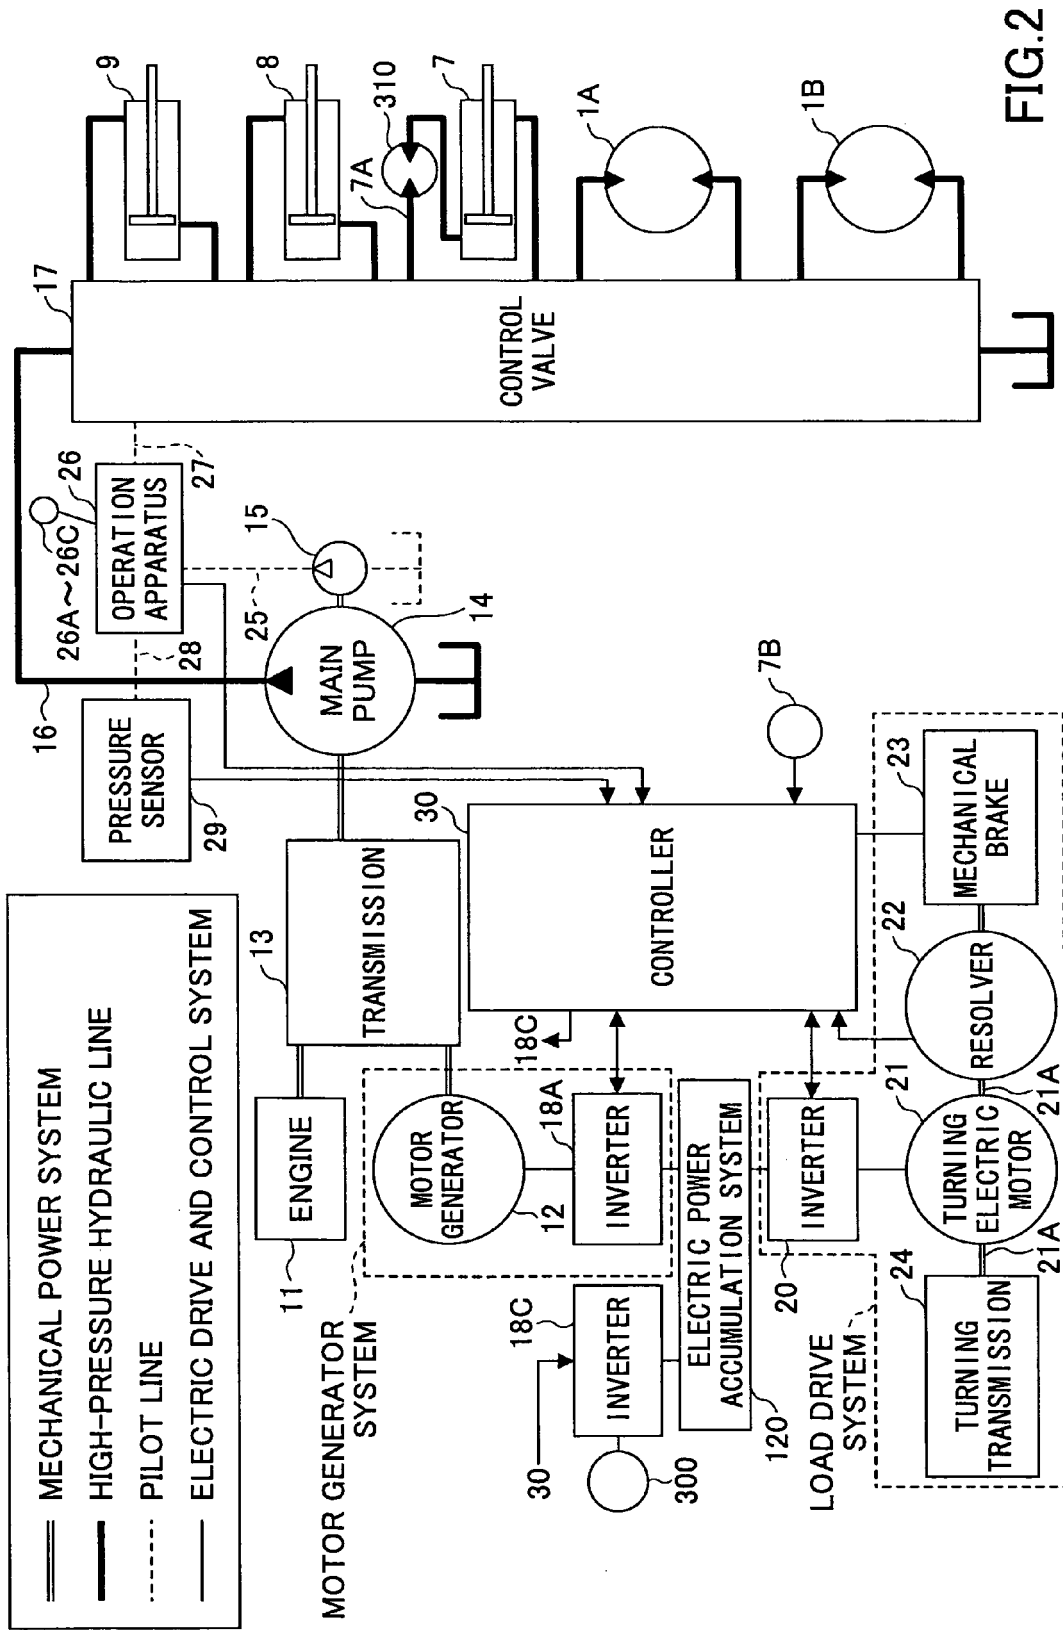 MECHANICAL POWER SYSTEM
HIGH-PRESSURE HYDRAULIC LINE
PILOT LINE
ELECTRIC DRIVE AND CONTROL SYSTEM
FIG.2
MOTOR GENERATOR
SYSTEM
11
ENGINE
13
TRANSMISSION
MOTOR
GENERATOR
12
18A
INVERTER
18C
30
INVERTER
18C
300
120
ELECTRIC POWER
ACCUMULATION SYSTEM
LOAD DRIVE
SYSTEM
20
INVERTER
24
TURNING
TRANSMISSION
21A
21
TURNING
ELECTRIC
MOTOR
21A
22
RESOLVER
23
MECHANICAL
BRAKE
30
CONTROLLER
7B
29
PRESSURE
SENSOR
28
16
26A~26C
26
OPERATION
APPARATUS
27
25
15
MAIN
PUMP
14
17
CONTROL
VALVE
9
8
310
7A
7
1A
1B